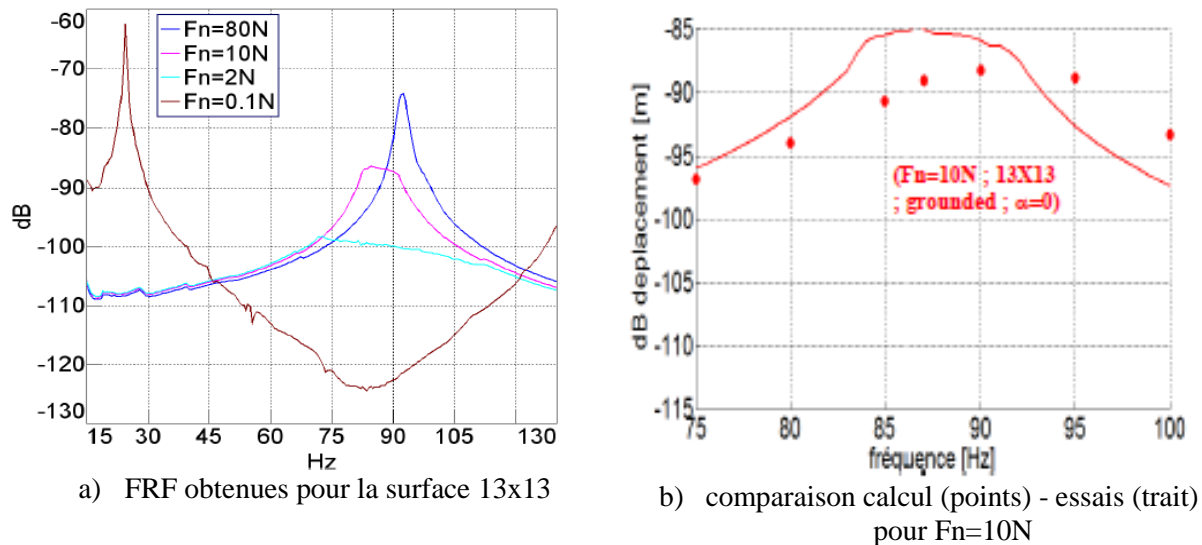 -60
-70
-80
-90
-100
-110
-120
-130
dB
Fn=80N
Fn=10N
Fn=2N
Fn=0.1N
15 30 45 60 75 90 105 130
Hz
a) FRF obtenues pour la surface 13x13
-85
-90
-95
-100
-105
-110
-115
dB deplacement [m]
(Fn=10N ; 13X13
; grounded ; α=0)
75 80 85 90 95 100
fréquence [Hz]
b) comparaison calcul (points) - essais (trait)
pour Fn=10N